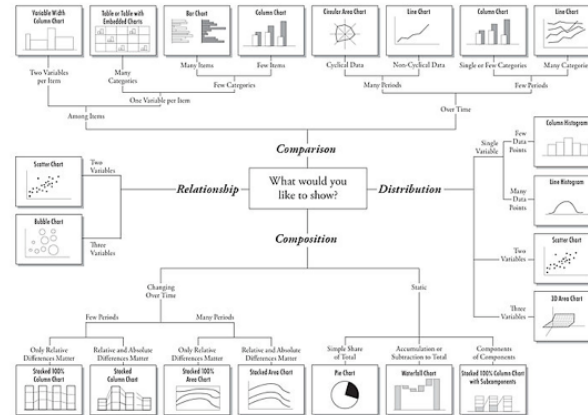 Variable Width
Column Chart
Table or Table with
Embedded Charts
Bar Chart
Column Chart
Circular Area Chart
Line Chart
Column Chart
Line Chart
Two Variables
per Item
Many
Categories
Many Items
Few Items
Cyclical Data
Non-Cyclical Data
Single or Few Categories
Many Categories
Few Categories
Many Periods
Few Periods
One Variable per Item
Among Items
Over Time
Comparison
What would you
like to show?
Relationship
Distribution
Composition
Scatter Chart
Two
Variables
Bubble Chart
Three
Variables
Single
Variable
Few
Data
Points
Column Histogram
Many
Data
Points
Line Histogram
Two
Variables
Scatter Chart
Three
Variables
3D Area Chart
Changing
Over Time
Static
Few Periods
Many Periods
Only Relative
Differences Matter
Relative and Absolute
Differences Matter
Only Relative
Differences Matter
Relative and Absolute
Differences Matter
Simple Share
of Total
Accumulation or
Subtraction to Total
Components
of Components
Stacked 100%
Column Chart
Stacked
Column Chart
Stacked 100%
Area Chart
Stacked Area Chart
Pie Chart
Waterfall Chart
Stacked 100% Column Chart
with Subcomponents